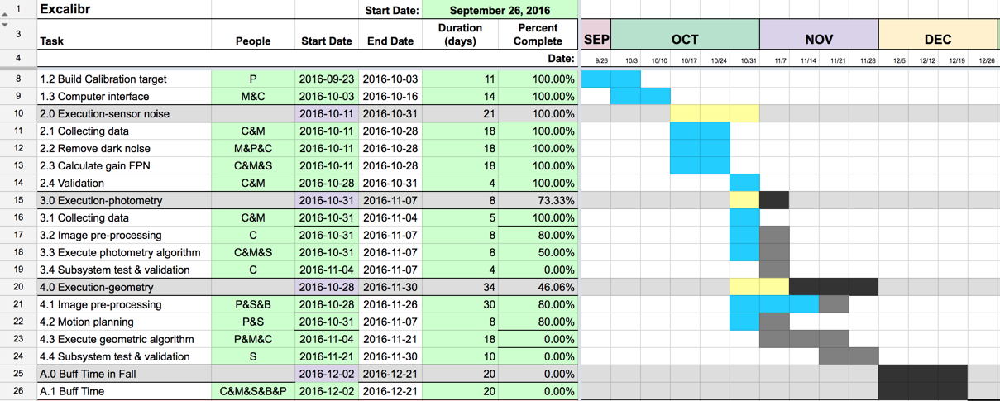 1 Excalibr Start Date: September 26, 2016
3 Task People Start Date End Date Duration (days) Percent Complete SEP OCT NOV DEC
4 Date: 9/26 10/3 10/10 10/17 10/24 10/31 11/7 11/14 11/21 11/28 12/5 12/12 12/19 12/26
8 1.2 Build Calibration target P 2016-09-23 2016-10-03 11 100.00%
9 1.3 Computer interface M&C 2016-10-03 2016-10-16 14 100.00%
10 2.0 Execution-sensor noise 2016-10-11 2016-10-31 21 100.00%
11 2.1 Collecting data C&M 2016-10-11 2016-10-28 18 100.00%
12 2.2 Remove dark noise M&P&C 2016-10-11 2016-10-28 18 100.00%
13 2.3 Calculate gain FPN C&M&S 2016-10-11 2016-10-28 18 100.00%
14 2.4 Validation C&M 2016-10-28 2016-10-31 4 100.00%
15 3.0 Execution-photometry 2016-10-31 2016-11-07 8 73.33%
16 3.1 Collecting data C&M 2016-10-31 2016-11-04 5 100.00%
17 3.2 Image pre-processing C 2016-10-31 2016-11-07 8 80.00%
18 3.3 Execute photometry algorithm C&M&S 2016-10-31 2016-11-07 8 50.00%
19 3.4 Subsystem test & validation C 2016-11-04 2016-11-07 4 0.00%
20 4.0 Execution-geometry 2016-10-28 2016-11-30 34 46.06%
21 4.1 Image pre-processing P&S&B 2016-10-28 2016-11-26 30 80.00%
22 4.2 Motion planning P&S 2016-10-31 2016-11-07 8 80.00%
23 4.3 Execute geometric algorithm P&M&C 2016-11-04 2016-11-21 18 0.00%
24 4.4 Subsystem test & validation S 2016-11-21 2016-11-30 10 0.00%
25 A.0 Buff Time in Fall 2016-12-02 2016-12-21 20 0.00%
26 A.1 Buff Time C&M&S&B&P 2016-12-02 2016-12-21 20 0.00%